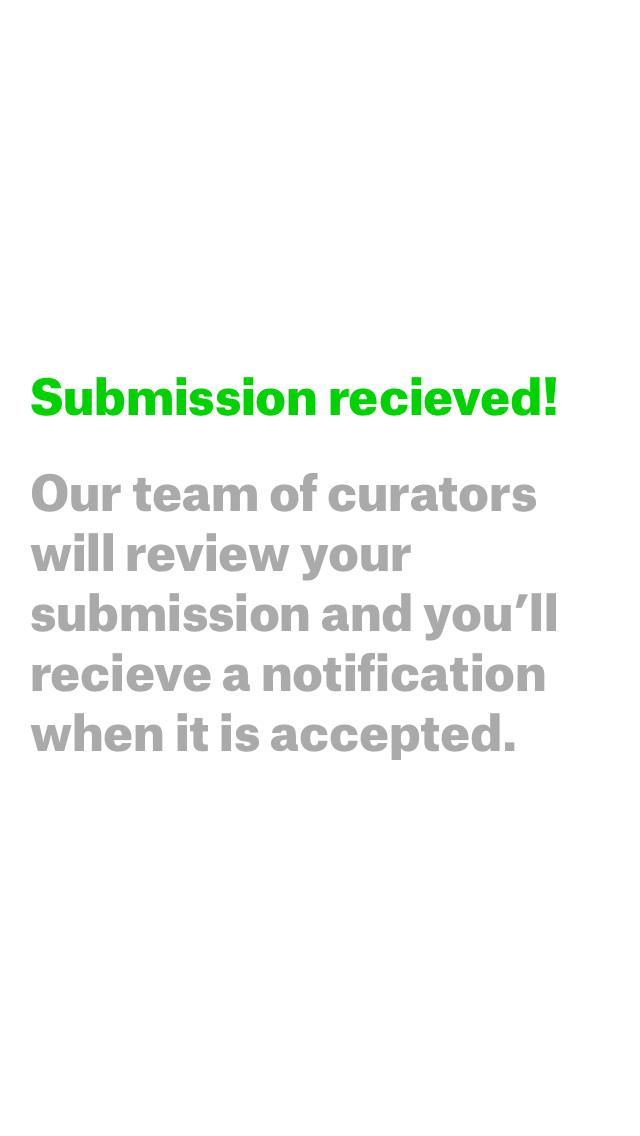 Submission recieved!
Our team of curators
will review your
submission and you’ll
recieve a notification
when it is accepted.